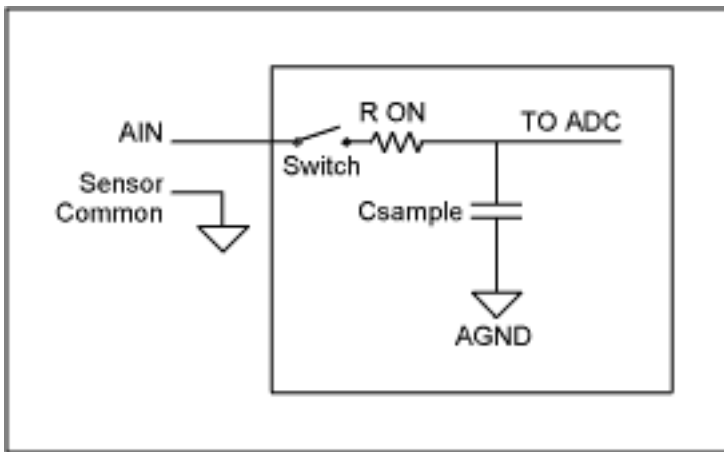 R ON
TO ADC
AIN
Switch
Sensor
Common
Csample
AGND